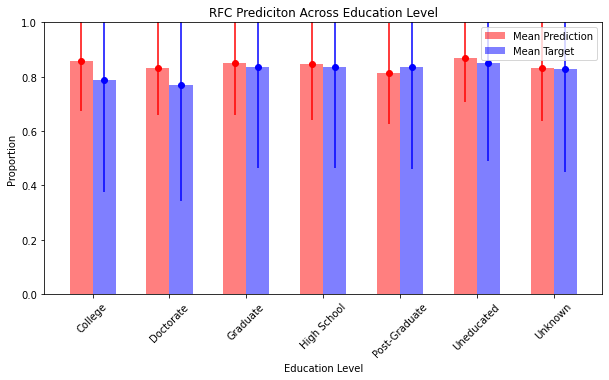 RFC Prediciton Across Education Level
Mean Prediction
Mean Target
Proportion
1.0
0.8
0.6
0.4
0.2
0.0
College
Doctorate
Graduate
High School
Post-Graduate
Uneducated
Unknown
Education Level